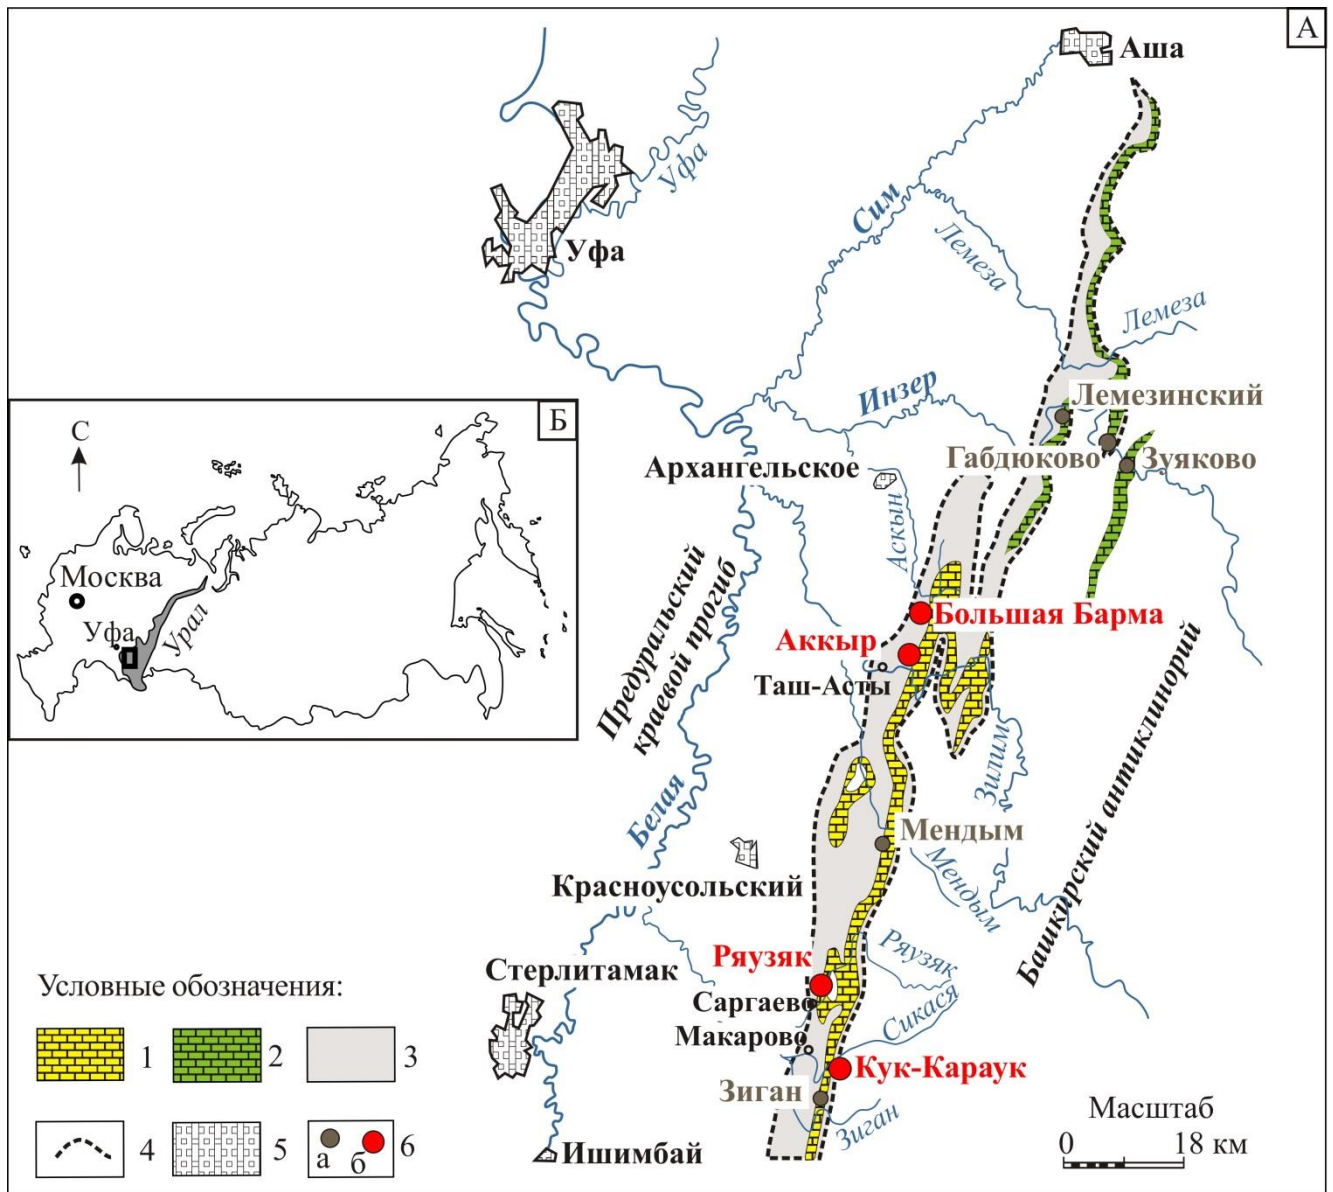 А
Аша
Уфа
Уфа
Сим
Лемеза
Лемеза
Инзер
Лемезинский
Габдюково
Зуяково
Архангельское
Аскын
Б
С
Москва
Уфа
Урал
Предуральский
краевой прогиб
Большая Барма
Аккыр
Таш-Асты
Зилим
Башкирский антиклинорий
Белая
Мендым
Мендым
Красноусольский
Ряузяк
Ряузяк
Стерлитамак
Саргаево
Сикася
Макарово
Кук-Караук
Зиган
Зиган
Ишимбай
Условные обозначения:
1
2
3
4
5
а
б
6
Масштаб
0
18 км